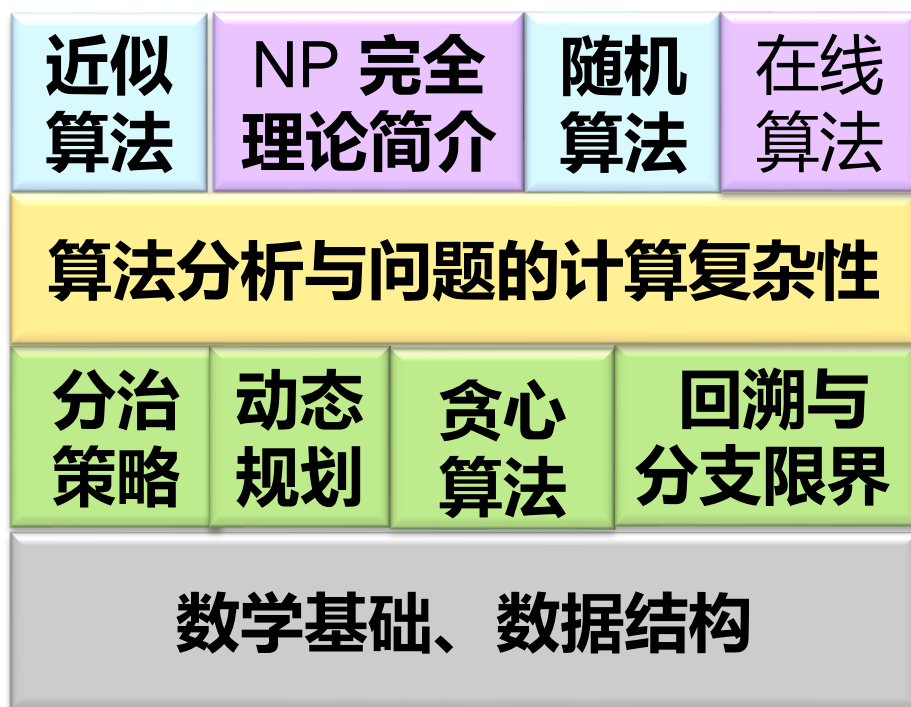 近似
算法
NP 完全
理论简介
随机
算法
在线
算法
算法分析与问题的计算复杂性
分治
策略
动态
规划
贪心
算法
回溯与
分支限界
数学基础、数据结构